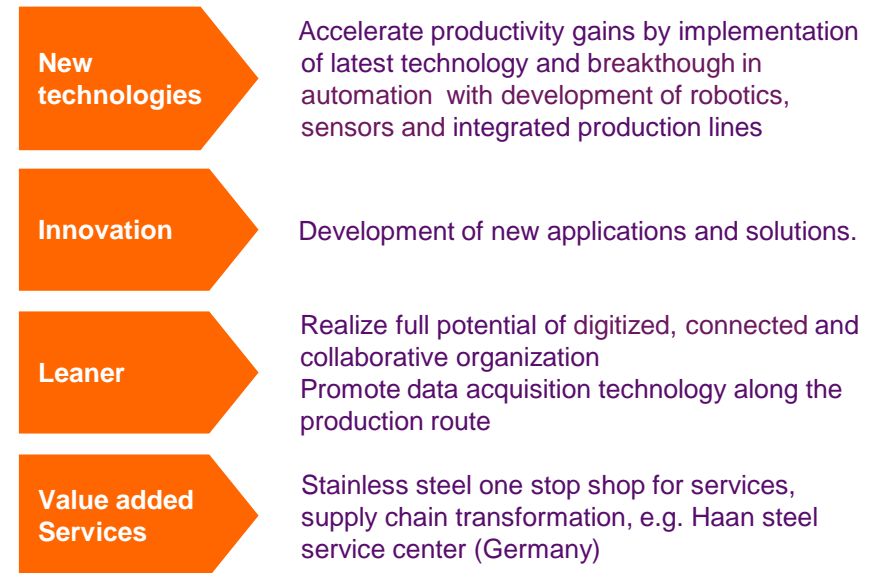 New
technologies
Accelerate productivity gains by implementation
of latest technology and breakthough in
automation with development of robotics,
sensors and integrated production lines
Innovation
Development of new applications and solutions.
Leaner
Realize full potential of digitized, connected and
collaborative organization
Promote data acquisition technology along the
production route
Value added
Services
Stainless steel one stop shop for services,
supply chain transformation, e.g. Haan steel
service center (Germany)